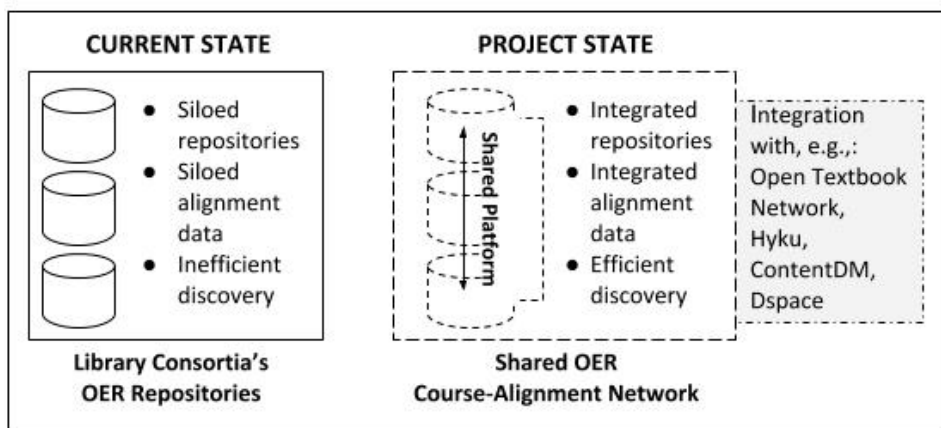 CURRENT STATE
● Siloed
repositories
● Siloed
alignment
data
● Inefficient
discovery
Library Consortia's
OER Repositories
PROJECT STATE
Shared Platform
● Integrated
repositories
● Integrated
alignment
data
● Efficient
discovery
Shared OER
Course-Alignment Network
Integration
with, e.g.,:
Open Textbook
Network,
Hyku,
ContentDM,
Dspace